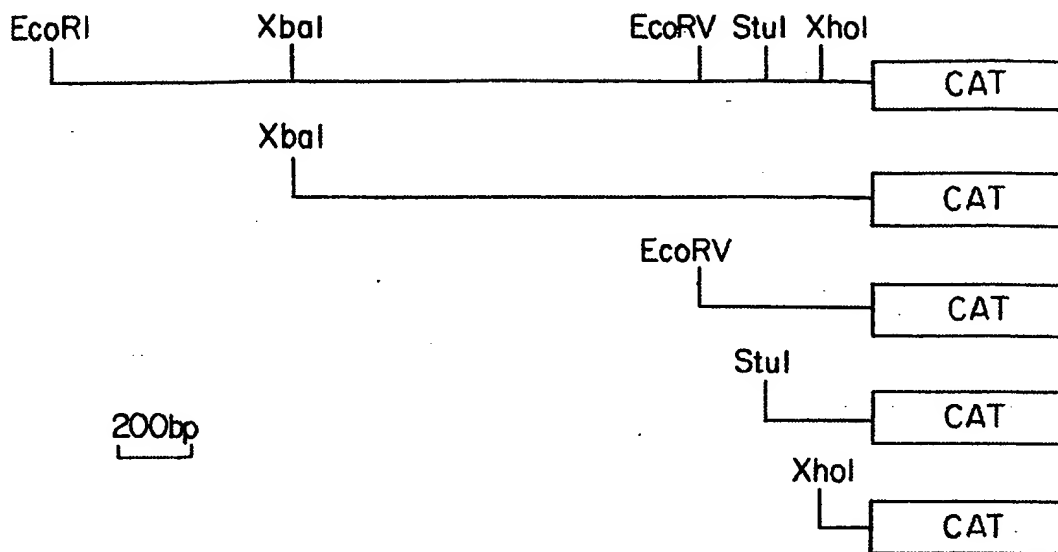 EcoRI XbaI EcoRV StuI XhoI
CAT
XbaI
CAT
EcoRV
CAT
StuI
CAT
200bp
XhoI
CAT